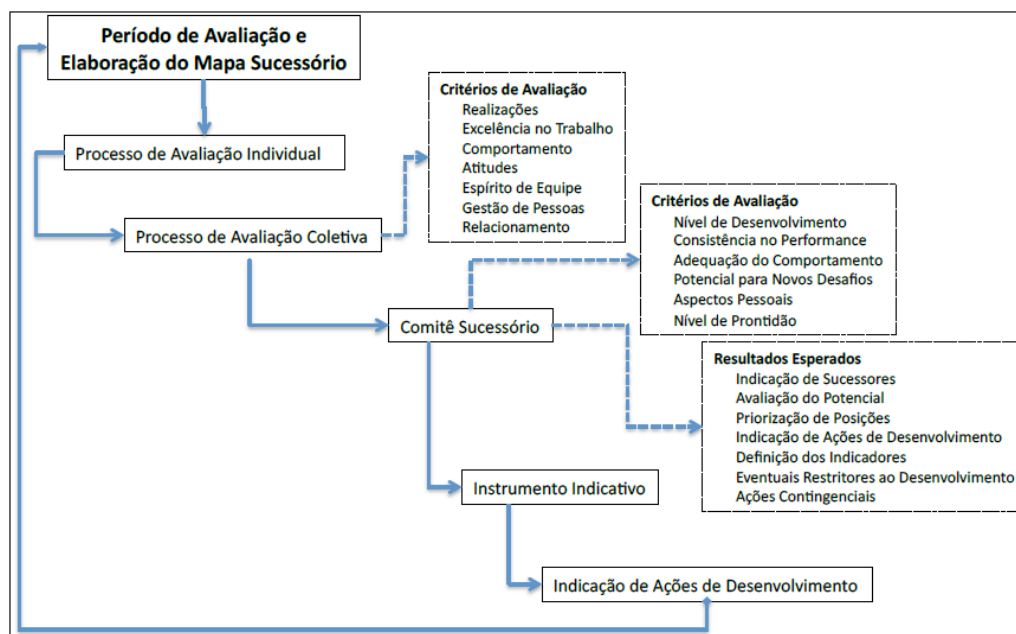 Período de Avaliação e
Elaboração do Mapa Sucessório
Processo de Avaliação Individual
Critérios de Avaliação
Realizações
Excelência no Trabalho
Comportamento
Atitudes
Espírito de Equipe
Gestão de Pessoas
Relacionamento
Processo de Avaliação Coletiva
Critérios de Avaliação
Nível de Desenvolvimento
Consistência no Performance
Adequação do Comportamento
Potencial para Novos Desafios
Aspectos Pessoais
Nível de Prontidão
Comitê Sucessório
Resultados Esperados
Indicação de Sucessores
Avaliação do Potencial
Priorização de Posições
Indicação de Ações de Desenvolvimento
Definição dos Indicadores
Eventuais Restritores ao Desenvolvimento
Ações Contingenciais
Instrumento Indicativo
Indicação de Ações de Desenvolvimento